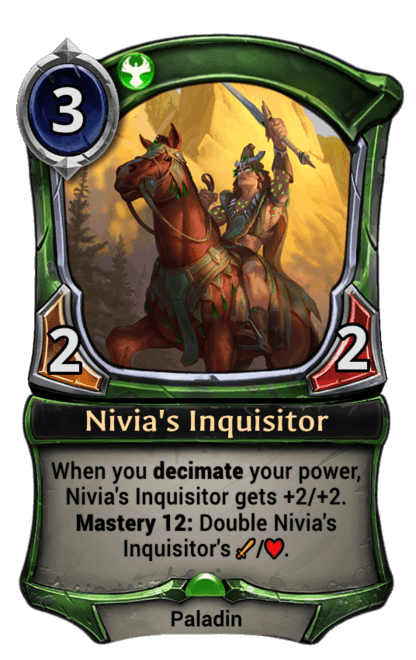 3
2
2
Nivia's Inquisitor
When you decimate your power,
Nivia's Inquisitor gets +2/+2.
Mastery 12: Double Nivia's
Inquisitor's /.
Paladin